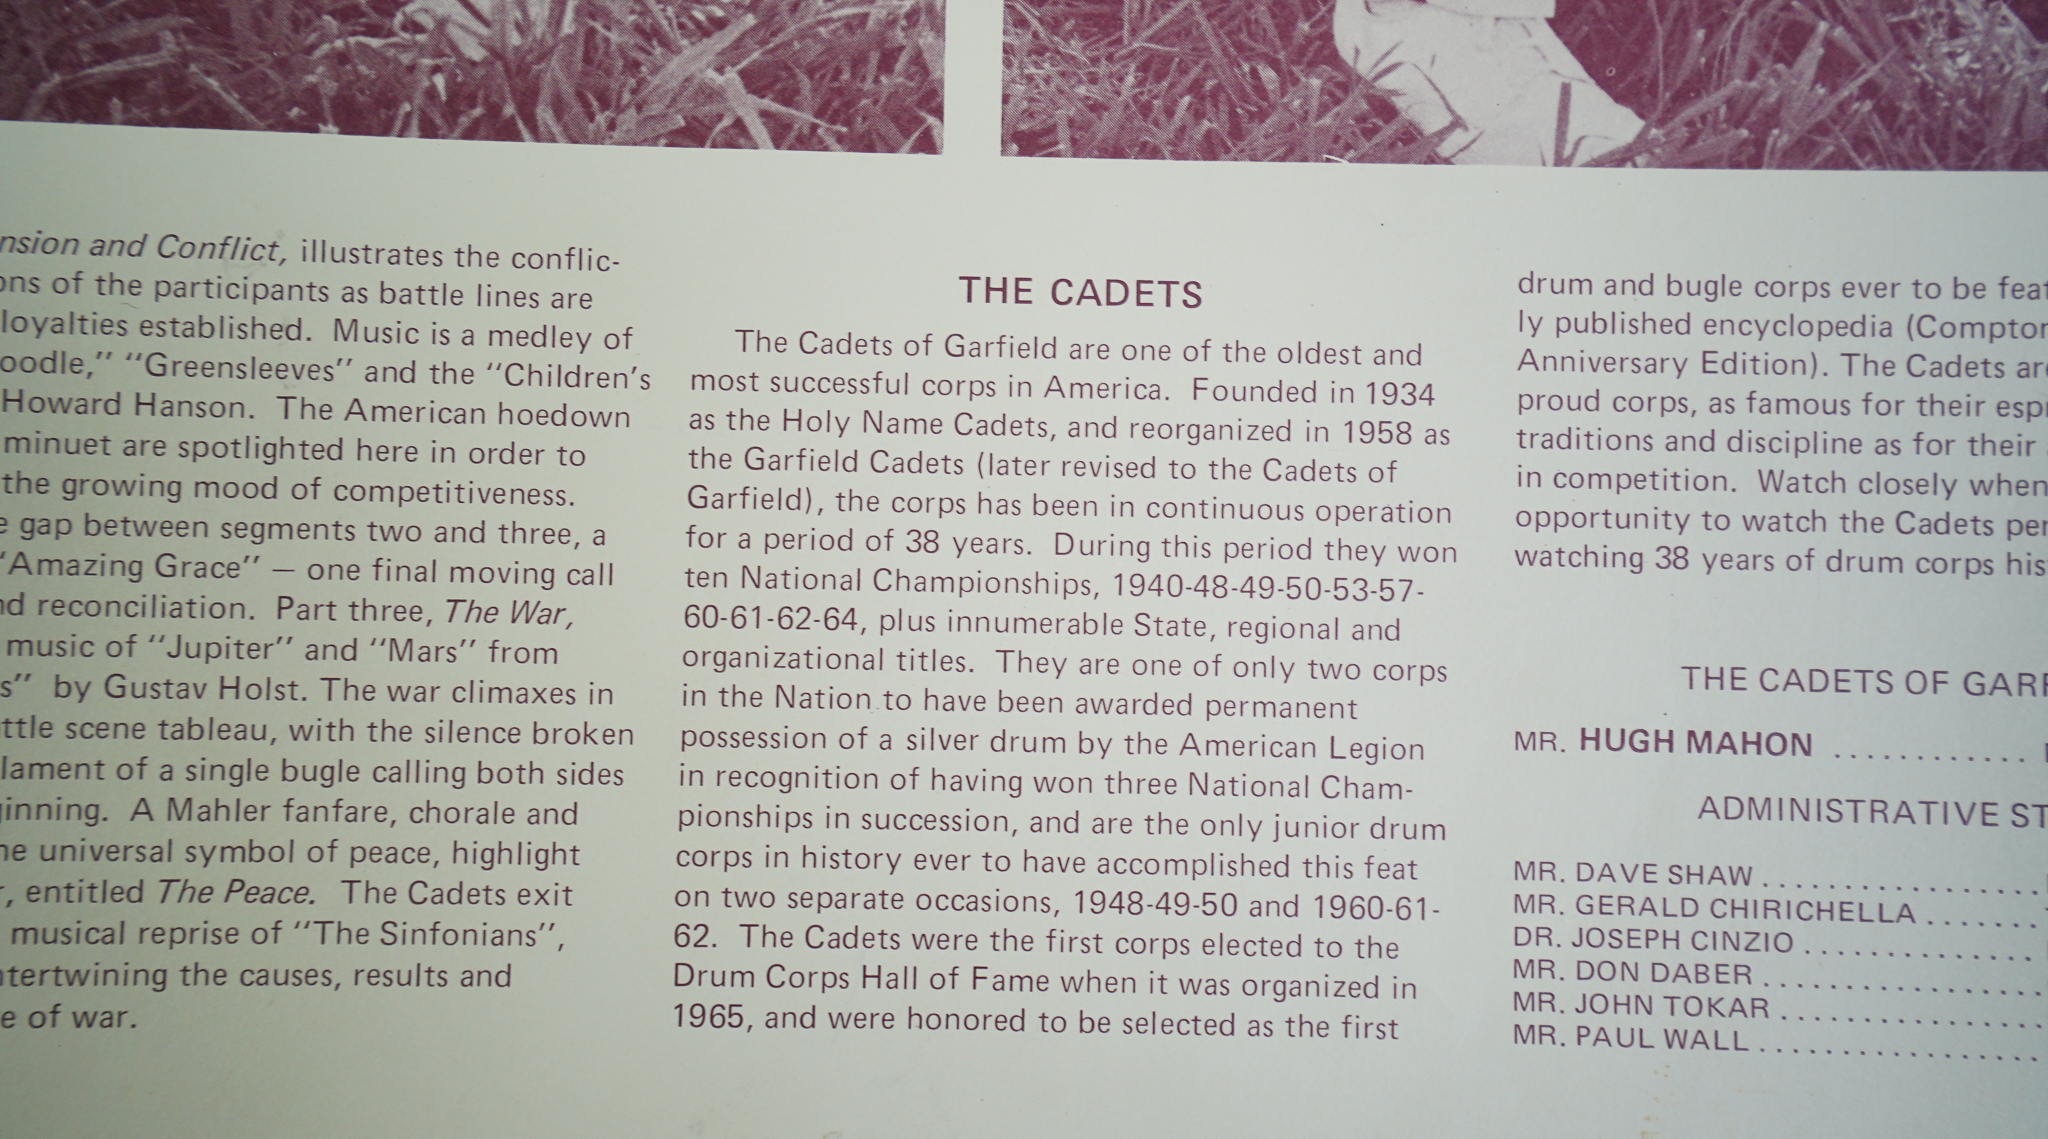 nsion and Conflict, illustrates the conflic-
ons of the participants as battle lines are
loyalties established. Music is a medley of
oodle,” “Greensleeves” and the “Children’s
Howard Hanson. The American hoedown
minuet are spotlighted here in order to
the growing mood of competitiveness.
e gap between segments two and three, a
“Amazing Grace” — one final moving call
nd reconciliation. Part three, The War,
music of “Jupiter” and “Mars” from
s” by Gustav Holst. The war climaxes in
ttle scene tableau, with the silence broken
lament of a single bugle calling both sides
ginning. A Mahler fanfare, chorale and
he universal symbol of peace, highlight
r, entitled The Peace. The Cadets exit
musical reprise of “The Sinfonians”,
ntertwining the causes, results and
e of war.
THE CADETS
The Cadets of Garfield are one of the oldest and
most successful corps in America. Founded in 1934
as the Holy Name Cadets, and reorganized in 1958 as
the Garfield Cadets (later revised to the Cadets of
Garfield), the corps has been in continuous operation
for a period of 38 years. During this period they won
ten National Championships, 1940-48-49-50-53-57-
60-61-62-64, plus innumerable State, regional and
organizational titles. They are one of only two corps
in the Nation to have been awarded permanent
possession of a silver drum by the American Legion
in recognition of having won three National Cham-
pionships in succession, and are the only junior drum
corps in history ever to have accomplished this feat
on two separate occasions, 1948-49-50 and 1960-61-
62. The Cadets were the first corps elected to the
Drum Corps Hall of Fame when it was organized in
1965, and were honored to be selected as the first
drum and bugle corps ever to be feat
ly published encyclopedia (Compton
Anniversary Edition). The Cadets are
proud corps, as famous for their espr
traditions and discipline as for their
in competition. Watch closely when
opportunity to watch the Cadets per
watching 38 years of drum corps his
THE CADETS OF GARF
MR. HUGH MAHON ............
ADMINISTRATIVE ST
MR. DAVE SHAW .................
MR. GERALD CHIRICHELLA .......
DR. JOSEPH CINZIO ..............
MR. DON DABER .................
MR. JOHN TOKAR ................
MR. PAUL WALL .................